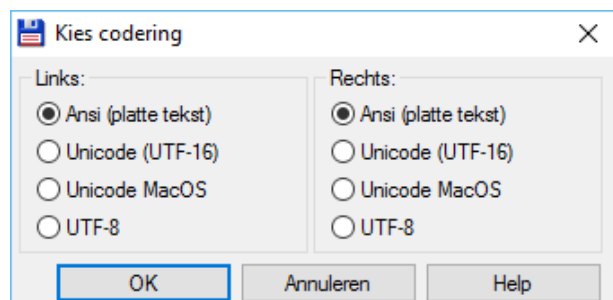 Kies codering
Links:
Ansi (platte tekst)
Unicode (UTF-16)
Unicode MacOS
UTF-8
Rechts:
Ansi (platte tekst)
Unicode (UTF-16)
Unicode MacOS
UTF-8
OK
Annuleren
Help